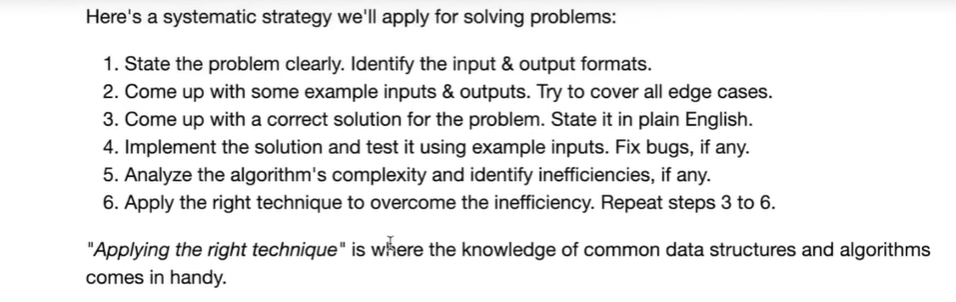 Here's a systematic strategy we'll apply for solving problems:
1. State the problem clearly. Identify the input & output formats.
2. Come up with some example inputs & outputs. Try to cover all edge cases.
3. Come up with a correct solution for the problem. State it in plain English.
4. Implement the solution and test it using example inputs. Fix bugs, if any.
5. Analyze the algorithm's complexity and identify inefficiencies, if any.
6. Apply the right technique to overcome the inefficiency. Repeat steps 3 to 6.
"Applying the right technique" is where the knowledge of common data structures and algorithms
comes in handy.